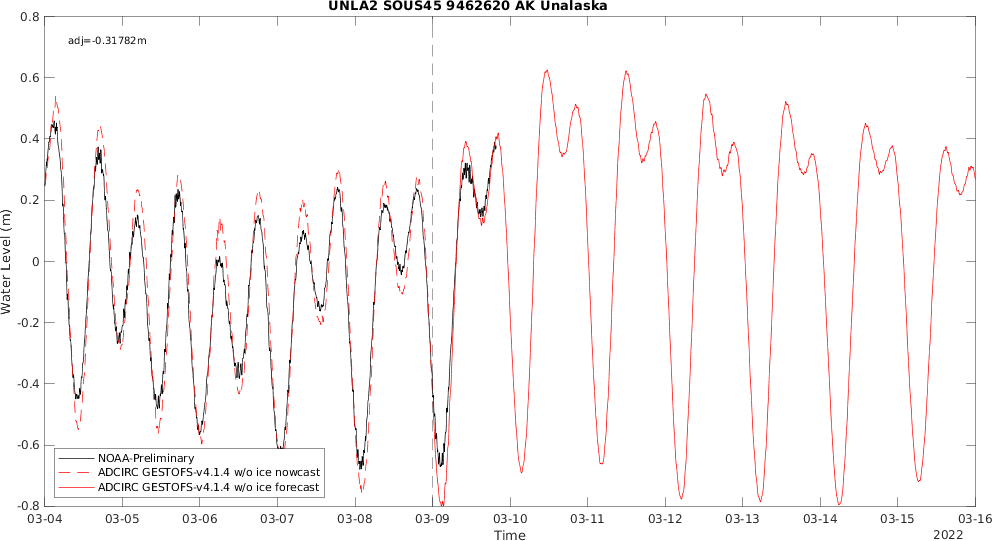 UNLA2 SOUS45 9462620 AK Unalaska
adj=-0.31782m
0.8
0.6
0.4
0.2
0
-0.2
-0.4
-0.6
-0.8
Water Level (m)
NOAA-Preliminary
ADCIRC GESTOFS-v4.1.4 w/o ice nowcast
ADCIRC GESTOFS-v4.1.4 w/o ice forecast
03-04 03-05 03-06 03-07 03-08 03-09 03-10 03-11 03-12 03-13 03-14 03-15 03-16
Time
2022